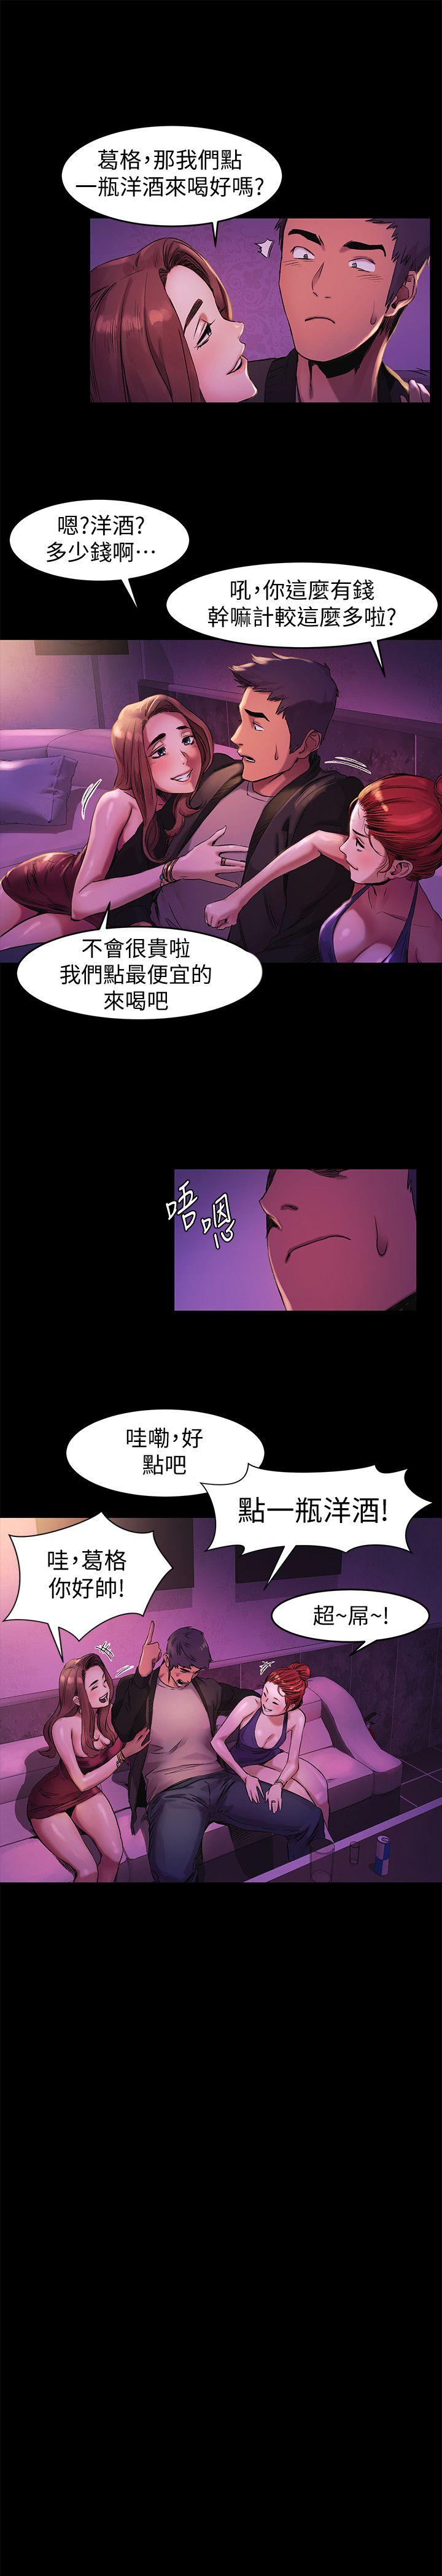 葛格,那我們點
一瓶洋酒來喝好嗎?
嗯?洋酒?
多少錢啊⋯
吼,你這麼有錢
幹嘛計較這麼多啦?
不會很貴啦
我們點最便宜的
來喝吧
唔嗯
哇嘞,好
點吧
點一瓶洋酒!
哇,葛格
你好帥!
超~屌~!